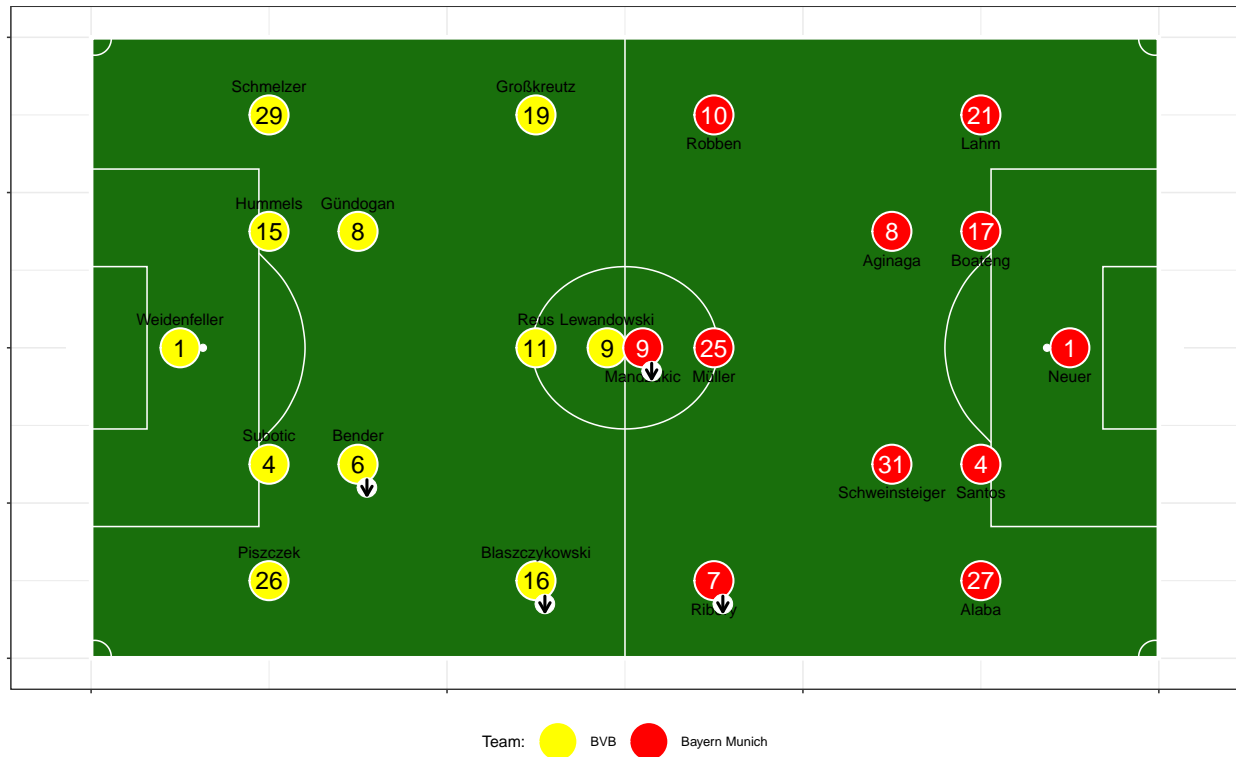 Schmelzer
Großkreutz
29
19
10
21
Robben
Lahm
Hummels
Gündogan
15
8
8
17
Aginaga
Boateng
Weidenfeller
Reus
Lewandowski
1
11
9
9
25
1
Müller
Neuer
Subotic
Bender
4
6
31
4
Schweinsteiger
Santos
Piszczek
Blaszczykowski
26
16
7
27
Alaba
Team:
BVB
Bayern Munich